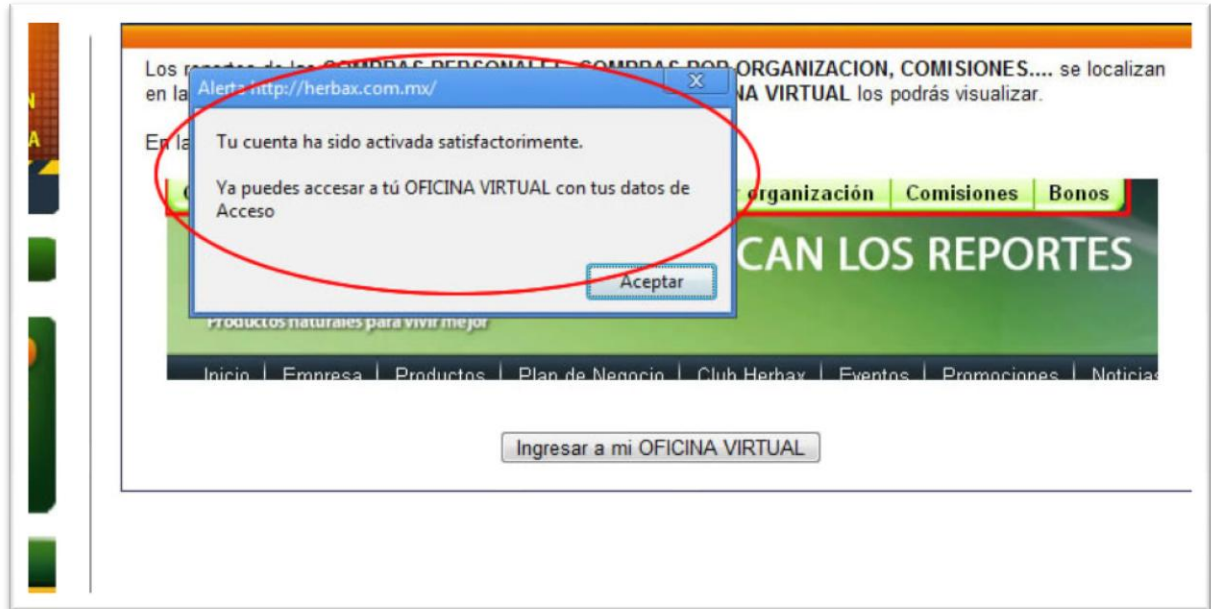 Los reportes de las COMPRAS PERSONALES, COMPRAS POR ORGANIZACION, COMISIONES.... se localizan
en la
NA VIRTUAL los podrás visualizar.
En la
Alerta http://herbax.com.mx/
X
Tu cuenta ha sido activada satisfactorimente.
Ya puedes accesar a tú OFICINA VIRTUAL con tus datos de
Acceso
Aceptar
organización Comisiones Bonos
CAN LOS REPORTES
Productos naturales para vivir mejor
Inicio | Empresa | Productos | Plan de Negocio | Club Herbax | Eventos | Promociones | Noticias
Ingresar a mi OFICINA VIRTUAL
N
A